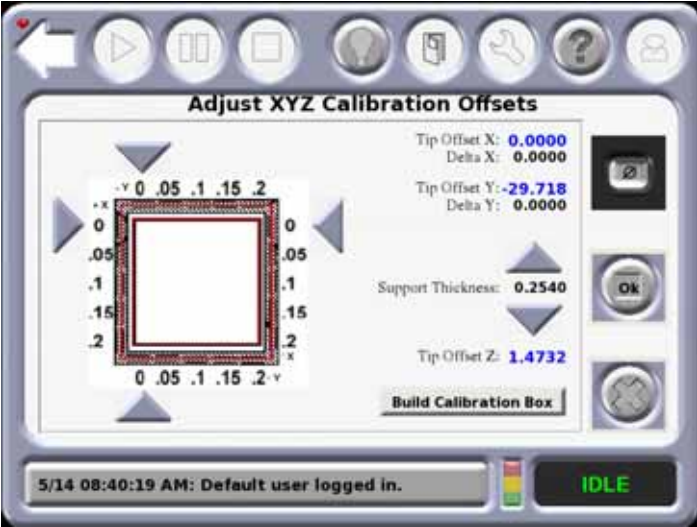 Adjust XYZ Calibration Offsets
Tip Offset X: 0.0000
Delta X: 0.0000
Tip Offset Y: -29.718
Delta Y: 0.0000
- Y 0 .05 .1 .15 .2
+ X
0 0
.05 .05
.1 .1
.15 .15
.2 .2
- X
0 .05 .1 .15 .2 - Y
Support Thickness: 0.2540
Ok
Tip Offset Z: 1.4732
Build Calibration Box
5/14 08:40:19 AM: Default user logged in.
IDLE